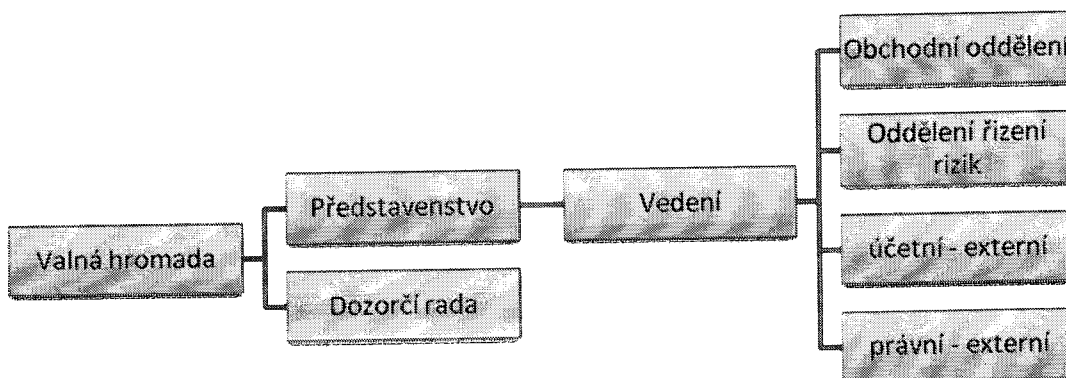 Valná hromada
Představenstvo
Dozorčí rada
Vedení
Obchodní oddělení
Oddělení řízení
rizik
účetní - externí
právní - externí